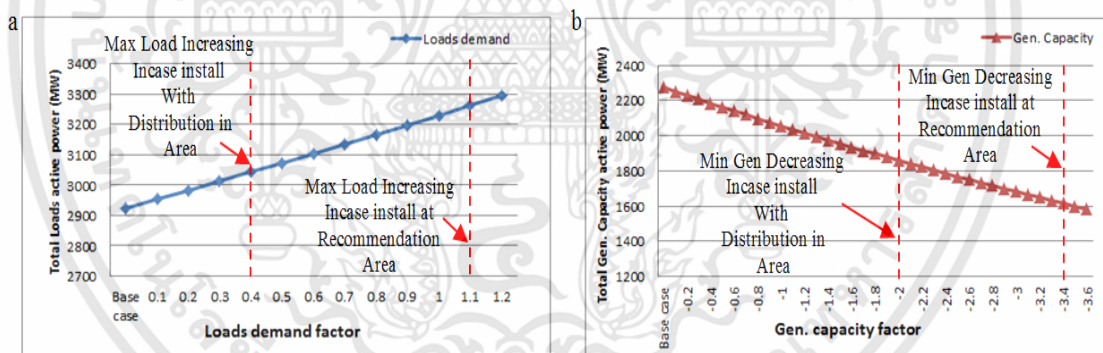 a
Loads demand
Max Load Increasing
Incase install
With
Distribution in
Area
Max Load Increasing
Incase install at
Recommendation
Area
Total Loads active power (MW)
3400
3300
3200
3100
3000
2900
2800
2700
Base case 0.1 0.2 0.3 0.4 0.5 0.6 0.7 0.8 0.9 1 1.1 1.2
Loads demand factor
b
Gen. Capacity
Min Gen Decreasing
Incase install at
Recommendation
Area
Min Gen Decreasing
Incase install
With
Distribution in
Area
Total Gen. Capacity active power (MW)
2400
2200
2000
1800
1600
1400
1200
Base case -0.2 -0.4 -0.6 -0.8 -1 -1.2 -1.4 -1.6 -1.8 -2 -2.2 -2.4 -2.6 -2.8 -3 -3.2 -3.4 -3.6
Gen. capacity factor